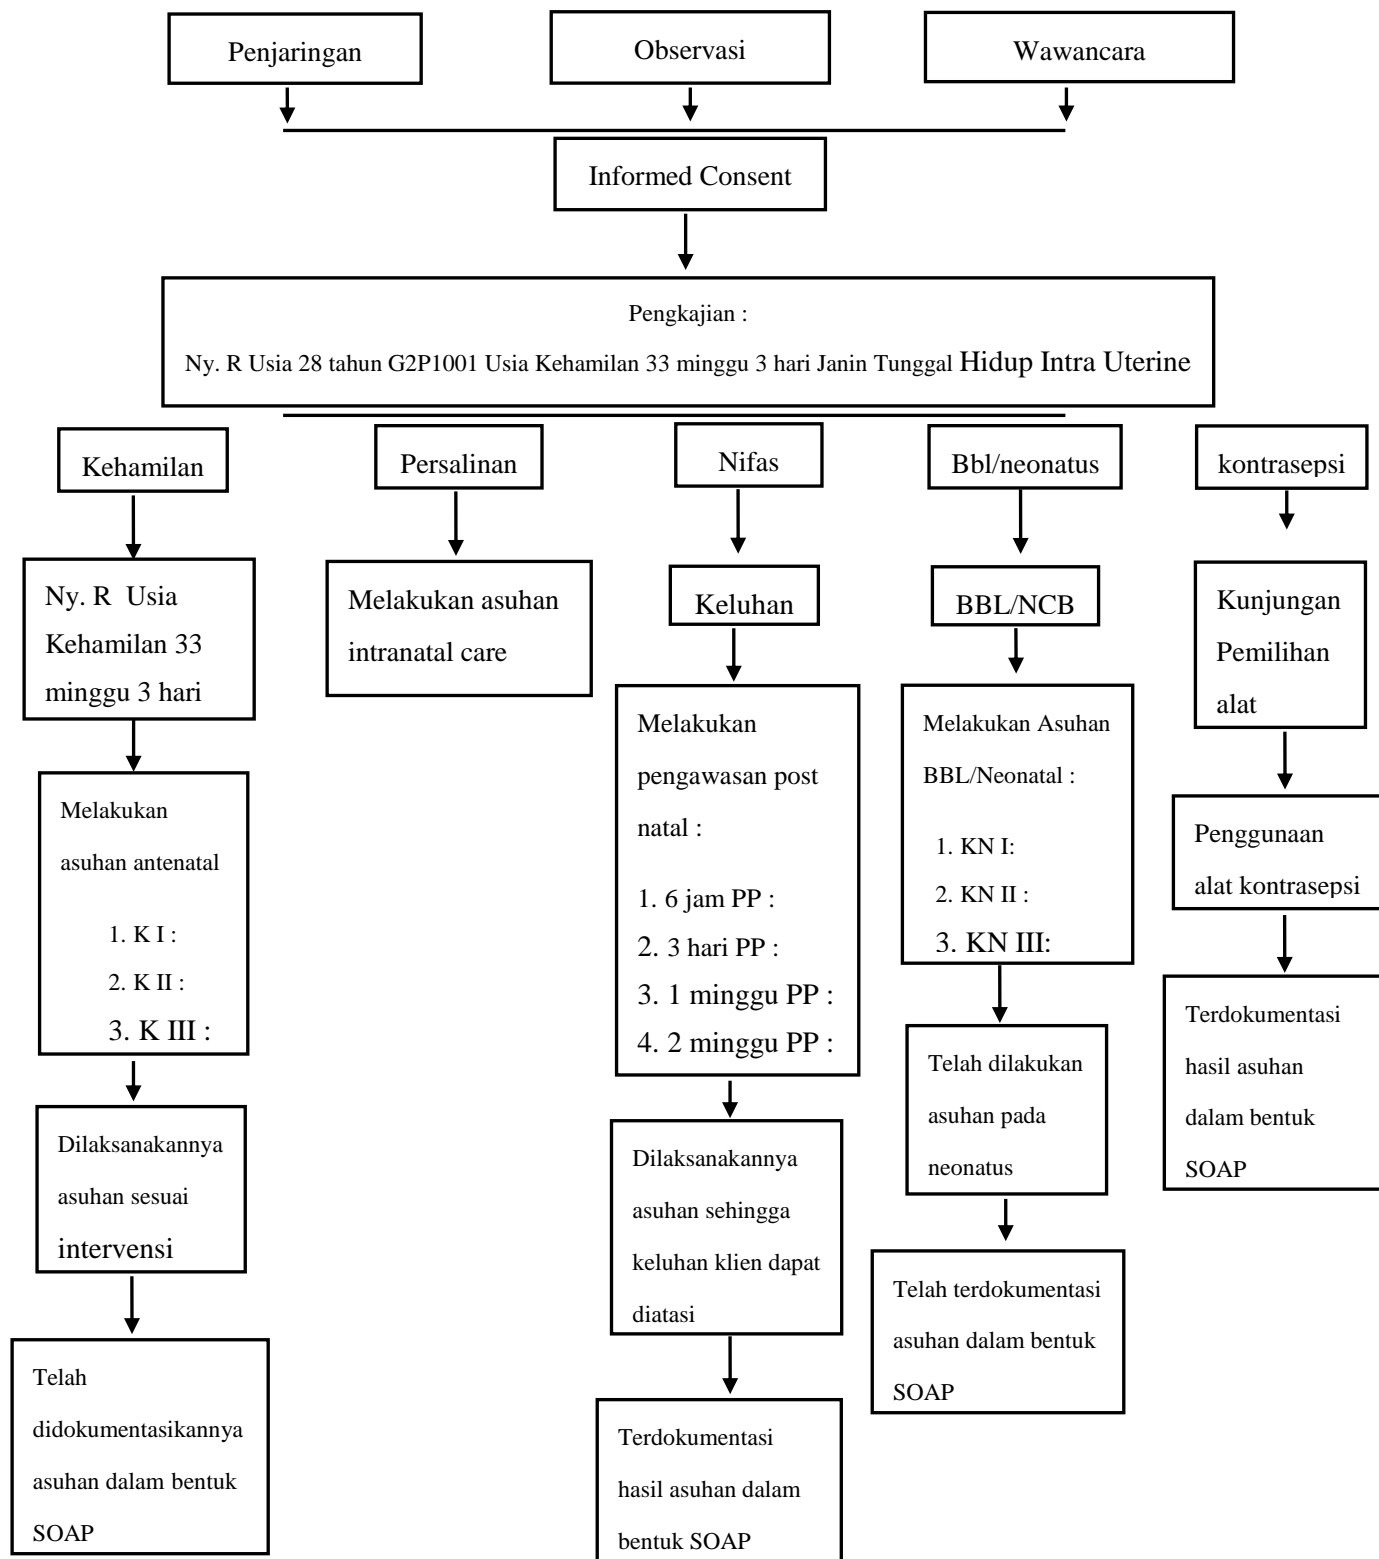 Penjaringan
Observasi
Wawancara
Informed Consent
Pengkajian :
Ny. R Usia 28 tahun G2P1001 Usia Kehamilan 33 minggu 3 hari Janin Tunggal Hidup Intra Uterine
Kehamilan
Persalinan
Nifas
Bbl/neonatus
kontrasepsi
Ny. R Usia
Kehamilan 33
minggu 3 hari
Melakukan
asuhan antenatal
1. K I :
2. K II :
3. K III :
Dilaksanakannya
asuhan sesuai
intervensi
Telah
didokumentasikannya
asuhan dalam bentuk
SOAP
Melakukan asuhan
intranatal care
Keluhan
Melakukan
pengawasan post
natal :
1. 6 jam PP :
2. 3 hari PP :
3. 1 minggu PP :
4. 2 minggu PP :
Dilaksanakannya
asuhan sehingga
keluhan klien dapat
diatasi
Terdokumentasi
hasil asuhan dalam
bentuk SOAP
BBL/NCB
Melakukan Asuhan
BBL/Neonatal :
1. KN I:
2. KN II :
3. KN III:
Telah dilakukan
asuhan pada
neonatus
Telah terdokumentasi
asuhan dalam bentuk
SOAP
Kunjungan
Pemilihan
alat
Penggunaan
alat kontrasepsi
Terdokumentasi
hasil asuhan
dalam bentuk
SOAP